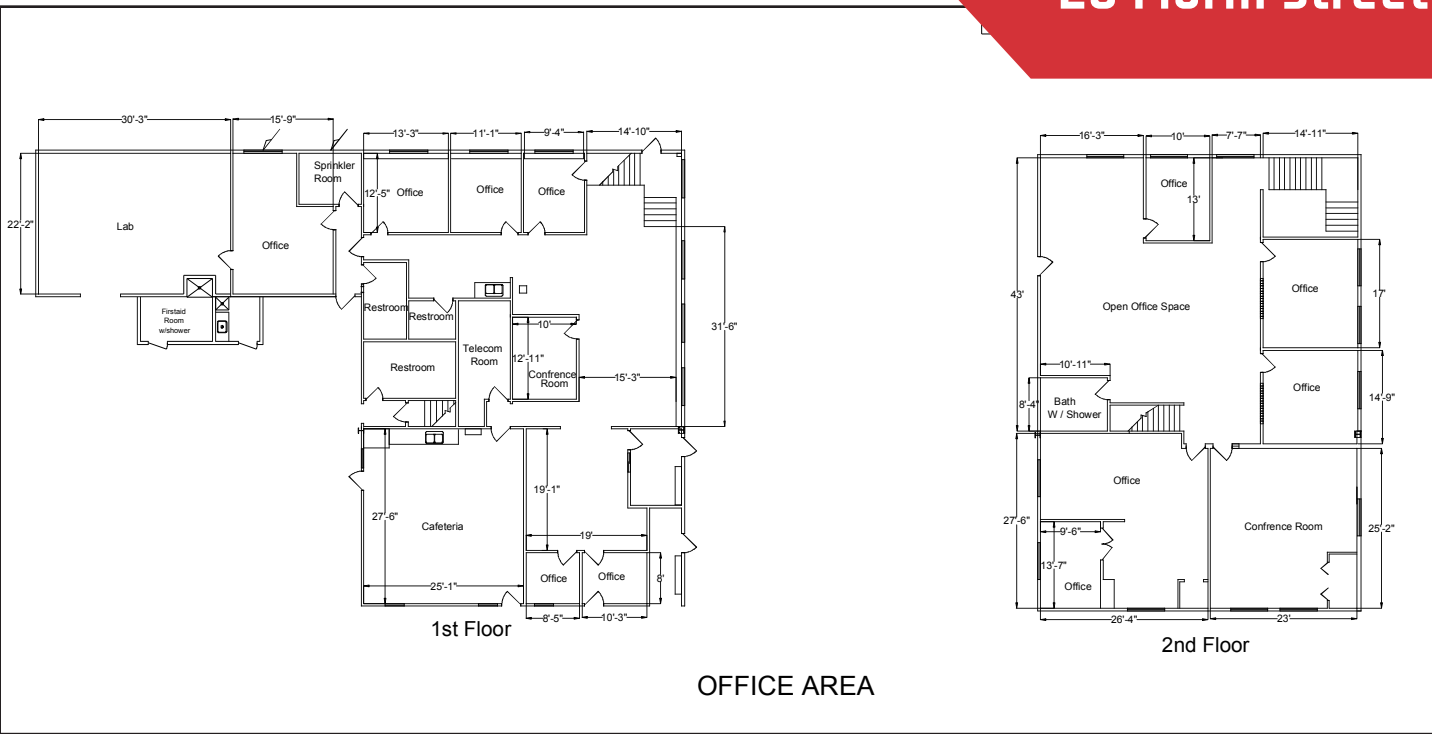 30'-3"
15'-9"
13'-3"
11'-1"
9'-4"
14'-10"
Sprinkler
Room
12'-5"
Office
Office
Office
22'-2"
Lab
Office
Firstaid
Room
w/shower
Restroom
Restroom
Restroom
Telecom
Room
10'
12'-11"
Confrence
Room
15'-3"
31'-6"
27'-6"
Cafeteria
25'-1"
19'-1"
19'
Office
Office
8'
8'-5"
10'-3"
1st Floor
16'-3"
10'
7'-7"
14'-11"
Office
13'
43'
Open Office Space
Office
17'
10'-11"
8'-4"
Bath
W / Shower
Office
14'-9"
27'-6"
Office
9'-6"
13'-7"
Office
Confrence Room
25'-2"
26'-4"
23'
2nd Floor
OFFICE AREA